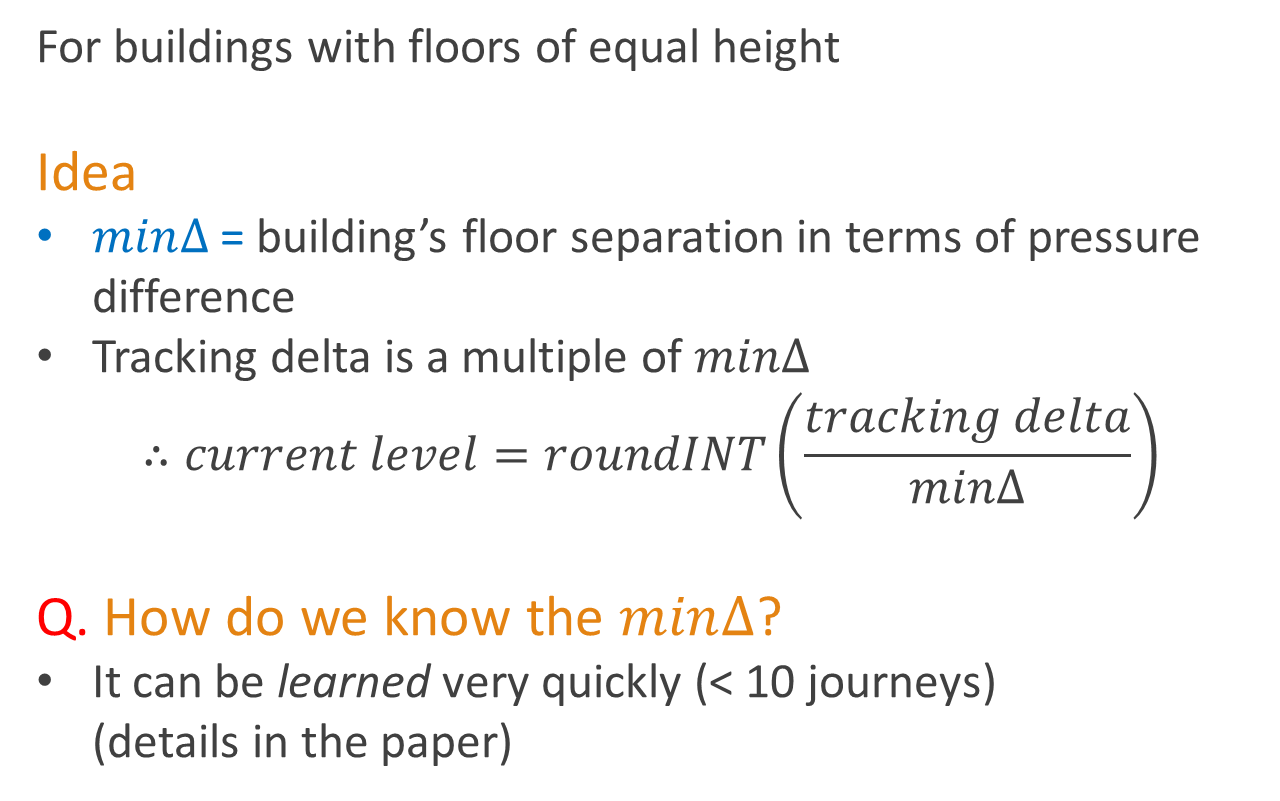 For buildings with floors of equal height
Idea
• minΔ = building’s floor separation in terms of pressure
difference
• Tracking delta is a multiple of minΔ
∴ current level = roundINT (tracking delta / minΔ)
Q. How do we know the minΔ?
• It can be learned very quickly (< 10 journeys)
(details in the paper)